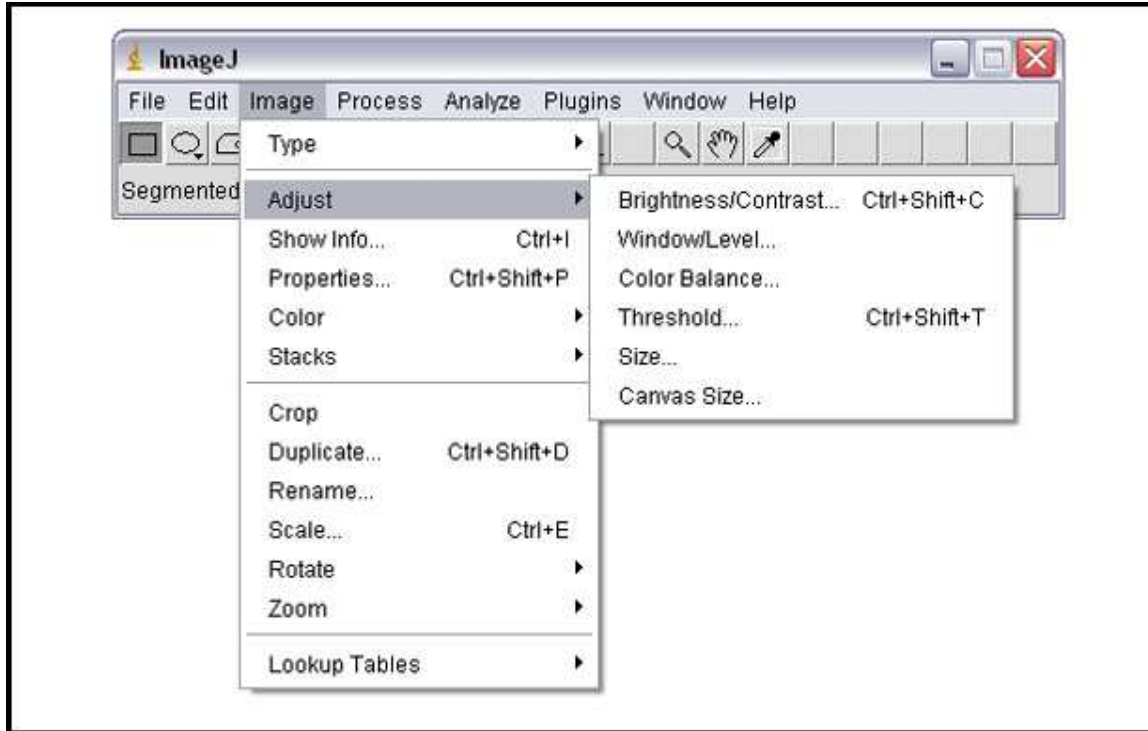 ImageJ
File Edit Image Process Analyze Plugins Window Help
Type
Segmented
Adjust
Show Info... Ctrl+I
Properties... Ctrl+Shift+P
Color
Stacks
Crop
Duplicate... Ctrl+Shift+D
Rename...
Scale... Ctrl+E
Rotate
Zoom
Lookup Tables
Brightness/Contrast... Ctrl+Shift+C
Window/Level...
Color Balance...
Threshold... Ctrl+Shift+T
Size...
Canvas Size...